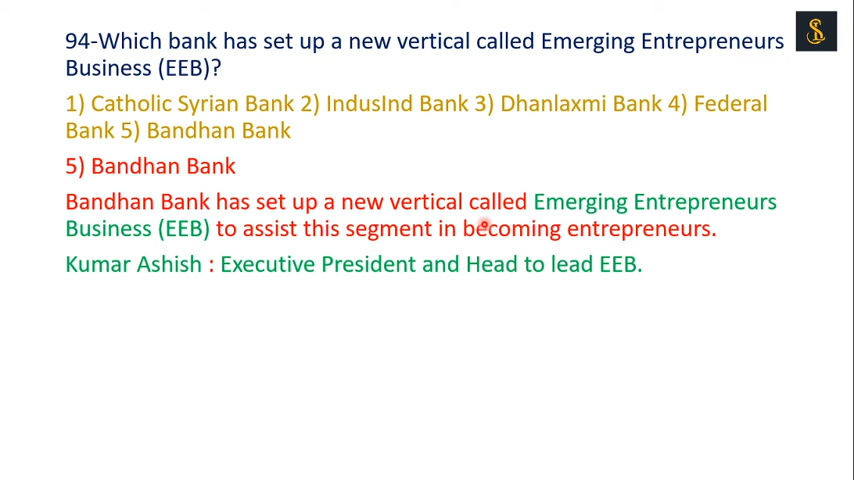 94-Which bank has set up a new vertical called Emerging Entrepreneurs
Business (EEB)?
1) Catholic Syrian Bank 2) IndusInd Bank 3) Dhanlaxmi Bank 4) Federal
Bank 5) Bandhan Bank
5) Bandhan Bank
Bandhan Bank has set up a new vertical called Emerging Entrepreneurs
Business (EEB) to assist this segment in becoming entrepreneurs.
Kumar Ashish : Executive President and Head to lead EEB.